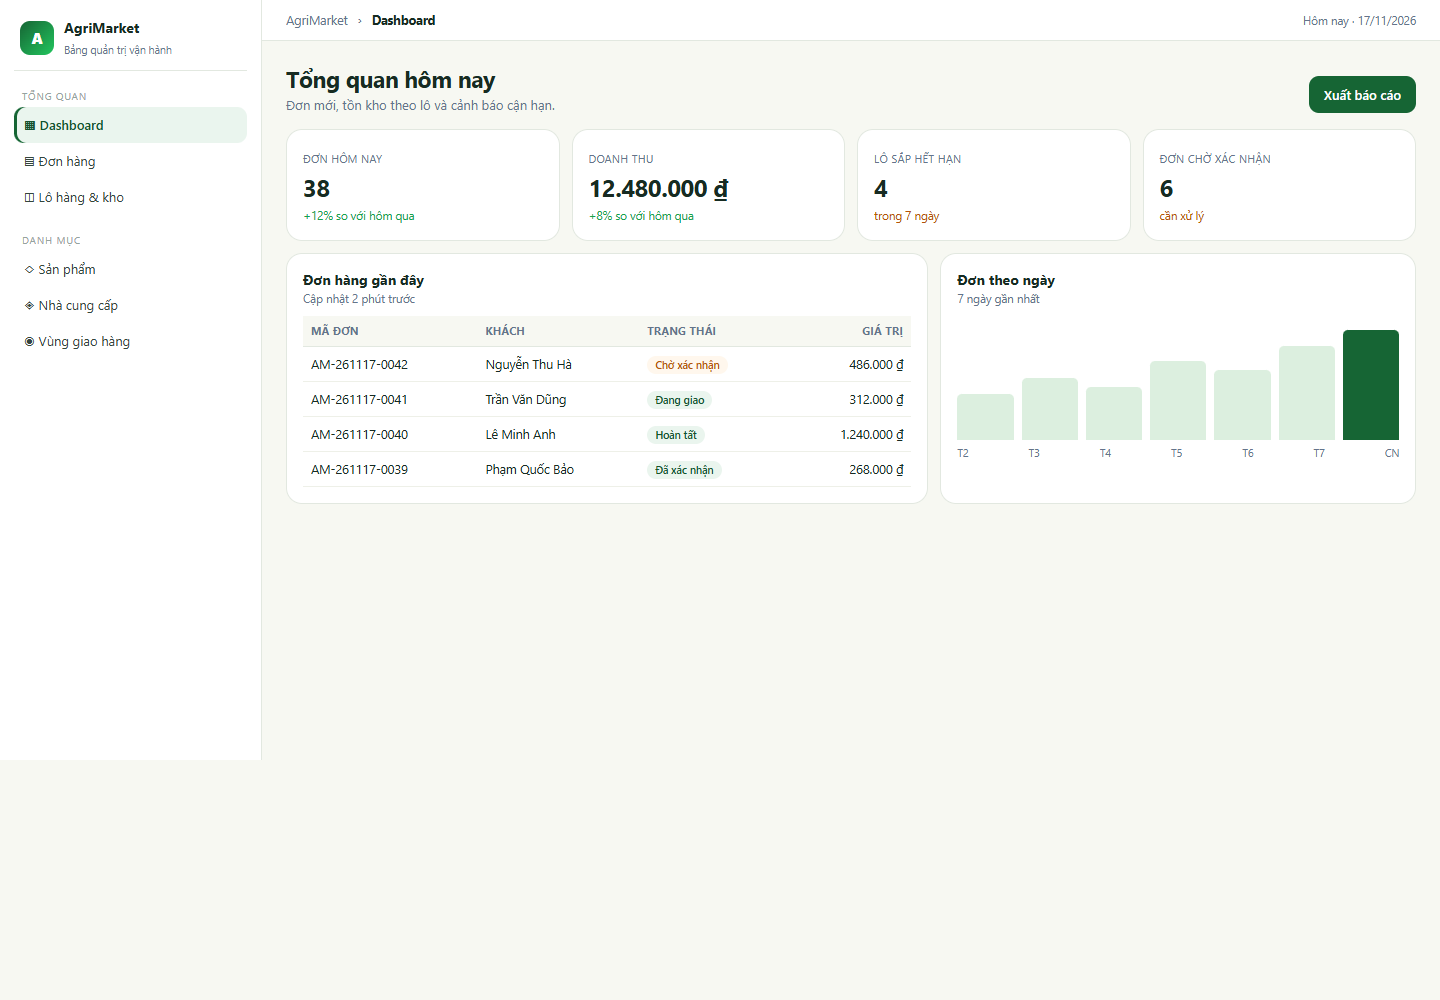 A
AgriMarket
Bảng quản trị vận hành
TỔNG QUAN
Dashboard
Đơn hàng
Lô hàng & kho
DANH MỤC
Sản phẩm
Nhà cung cấp
Vùng giao hàng
AgriMarket › Dashboard
Hôm nay · 17/11/2026
Tổng quan hôm nay
Đơn mới, tồn kho theo lô và cảnh báo cận hạn.
Xuất báo cáo
ĐƠN HÔM NAY
38
+12% so với hôm qua
DOANH THU
12.480.000 ₫
+8% so với hôm qua
LÔ SẮP HẾT HẠN
4
trong 7 ngày
ĐƠN CHỜ XÁC NHẬN
6
cần xử lý
Đơn hàng gần đây
Cập nhật 2 phút trước
MÃ ĐƠN KHÁCH TRẠNG THÁI GIÁ TRỊ
AM-261117-0042 Nguyễn Thu Hà Chờ xác nhận 486.000 ₫
AM-261117-0041 Trần Văn Dũng Đang giao 312.000 ₫
AM-261117-0040 Lê Minh Anh Hoàn tất 1.240.000 ₫
AM-261117-0039 Phạm Quốc Bảo Đã xác nhận 268.000 ₫
Đơn theo ngày
7 ngày gần nhất
T2 T3 T4 T5 T6 T7 CN